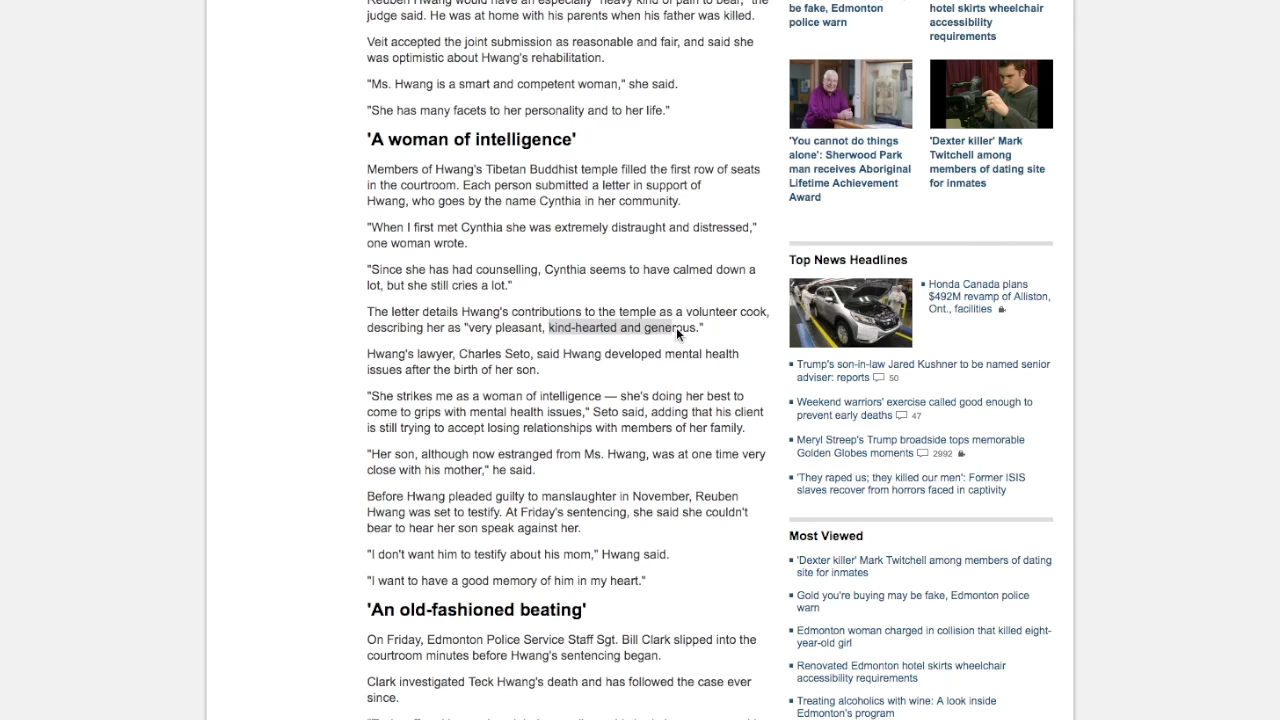 Reuben Hwang would have an especially "heavy kind of pain to bear," the
judge said. He was at home with his parents when his father was killed.
Veit accepted the joint submission as reasonable and fair, and said she
was optimistic about Hwang's rehabilitation.
"Ms. Hwang is a smart and competent woman," she said.
"She has many facets to her personality and to her life."
'A woman of intelligence'
Members of Hwang's Tibetan Buddhist temple filled the first row of seats
in the courtroom. Each person submitted a letter in support of
Hwang, who goes by the name Cynthia in her community.
"When I first met Cynthia she was extremely distraught and distressed,"
one woman wrote.
"Since she has had counselling, Cynthia seems to have calmed down a
lot, but she still cries a lot."
The letter details Hwang's contributions to the temple as a volunteer cook,
describing her as "very pleasant, kind-hearted and generous."
Hwang's lawyer, Charles Seto, said Hwang developed mental health
issues after the birth of her son.
"She strikes me as a woman of intelligence — she's doing her best to
come to grips with mental health issues," Seto said, adding that his client
is still trying to accept losing relationships with members of her family.
"Her son, although now estranged from Ms. Hwang, was at one time very
close with his mother," he said.
Before Hwang pleaded guilty to manslaughter in November, Reuben
Hwang was set to testify. At Friday's sentencing, she said she couldn't
bear to hear her son speak against her.
"I don't want him to testify about his mom," Hwang said.
"I want to have a good memory of him in my heart."
'An old-fashioned beating'
On Friday, Edmonton Police Service Staff Sgt. Bill Clark slipped into the
courtroom minutes before Hwang's sentencing began.
Clark investigated Teck Hwang's death and has followed the case ever
since.
be fake, Edmonton
police warn
hotel skirts wheelchair
accessibility
requirements
'You cannot do things
alone': Sherwood Park
man receives Aboriginal
Lifetime Achievement
Award
'Dexter killer' Mark
Twitchell among
members of dating site
for inmates
Top News Headlines
Honda Canada plans
$492M revamp of Alliston,
Ont., facilities
Trump's son-in-law Jared Kushner to be named senior
adviser: reports 50
Weekend warriors' exercise called good enough to
prevent early deaths 47
Meryl Streep's Trump broadside tops memorable
Golden Globes moments 2992
'They raped us; they killed our men': Former ISIS
slaves recover from horrors faced in captivity
Most Viewed
'Dexter killer' Mark Twitchell among members of dating
site for inmates
Gold you're buying may be fake, Edmonton police
warn
Edmonton woman charged in collision that killed eight-
year-old girl
Renovated Edmonton hotel skirts wheelchair
accessibility requirements
Treating alcoholics with wine: A look inside
Edmonton's program